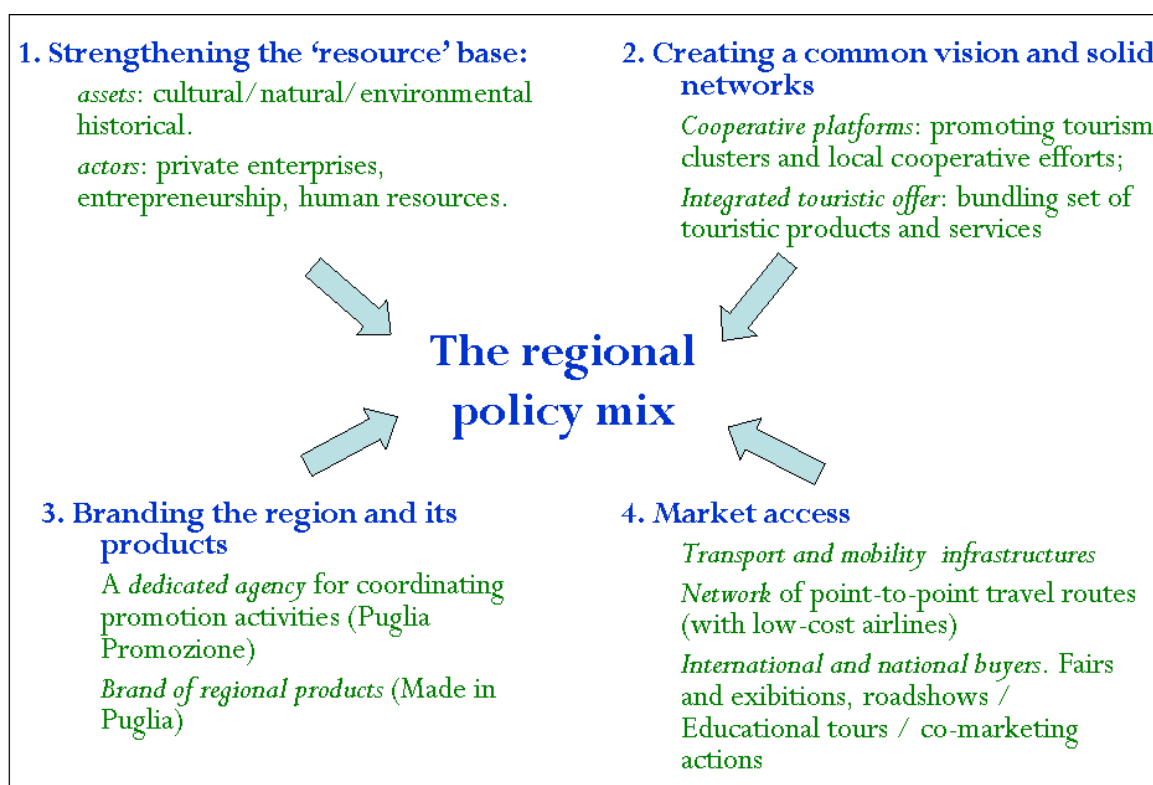 1. Strengthening the ‘resource’ base:
assets: cultural/natural/environmental
historical.
actors: private enterprises,
entrepreneurship, human resources.
2. Creating a common vision and solid
networks
Cooperative platforms: promoting tourism
clusters and local cooperative efforts;
Integrated touristic offer: bundling set of
touristic products and services
The regional
policy mix
3. Branding the region and its
products
A dedicated agency for coordinating
promotion activities (Puglia
Promozione)
Brand of regional products (Made in
Puglia)
4. Market access
Transport and mobility infrastructures
Network of point-to-point travel routes
(with low-cost airlines)
International and national buyers. Fairs
and exibitions, roadshows /
Educational tours / co-marketing
actions